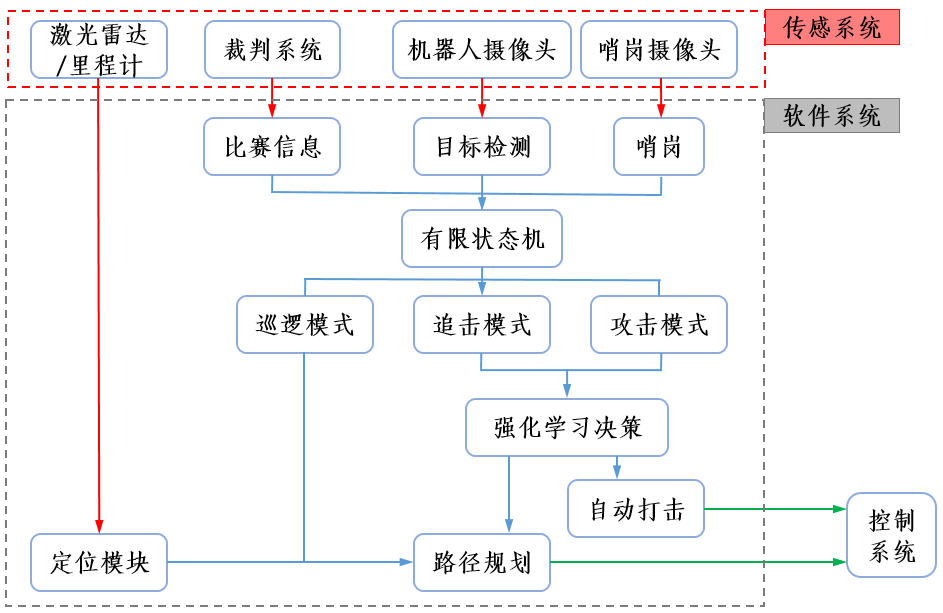 激光雷达
/里程计
裁判系统
机器人摄像头
哨岗摄像头
传感系统
软件系统
比赛信息
目标检测
哨岗
有限状态机
巡逻模式
追击模式
攻击模式
强化学习决策
自动打击
控制
系统
定位模块
路径规划